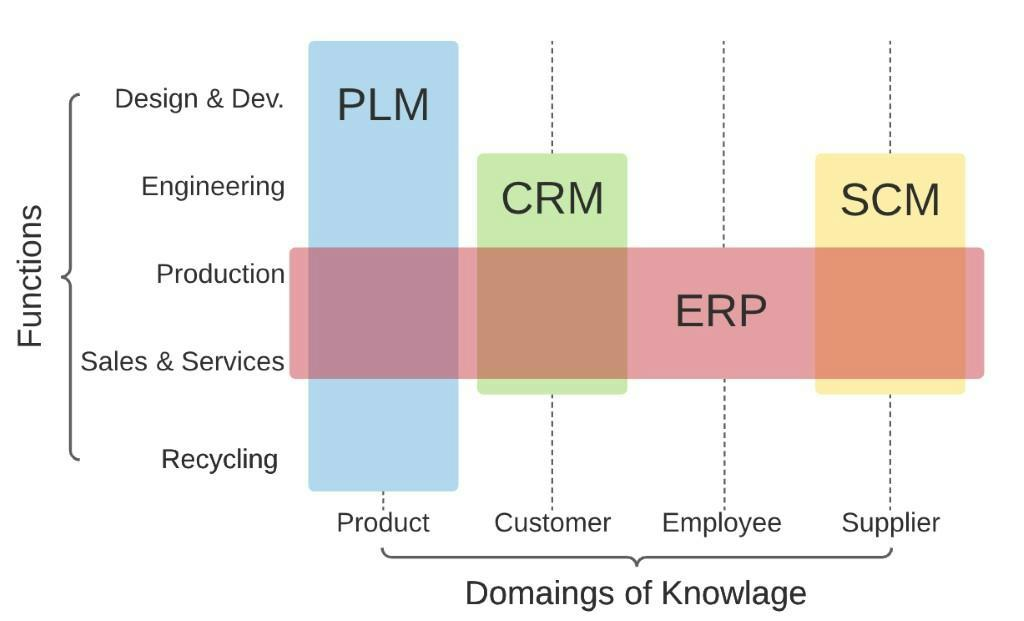 Design & Dev.
PLM
Engineering
CRM
SCM
Functions
Production
ERP
Sales & Services
Recycling
Product
Customer
Employee
Supplier
Domaings of Knowlage